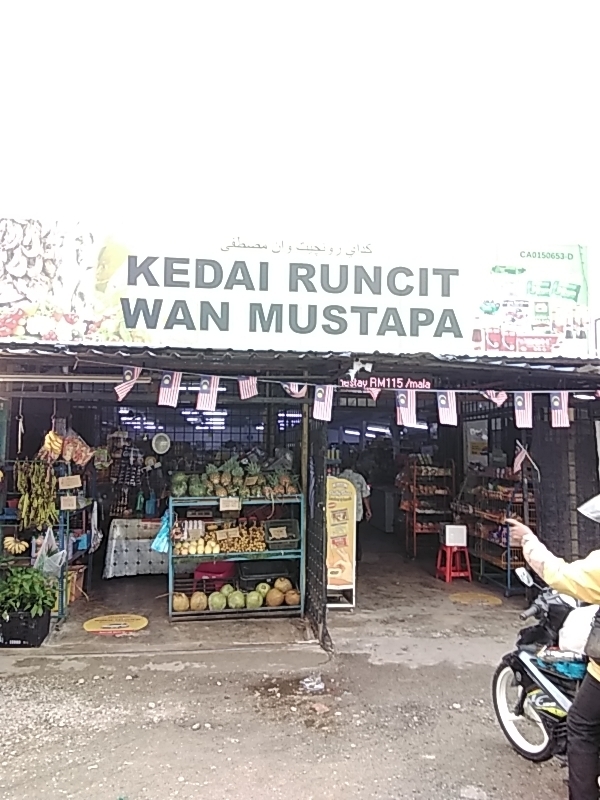 كداي رونچيت وان مصطفى
CA0150653-D
KEDAI RUNCIT
WAN MUSTAPA
RM115 /mala